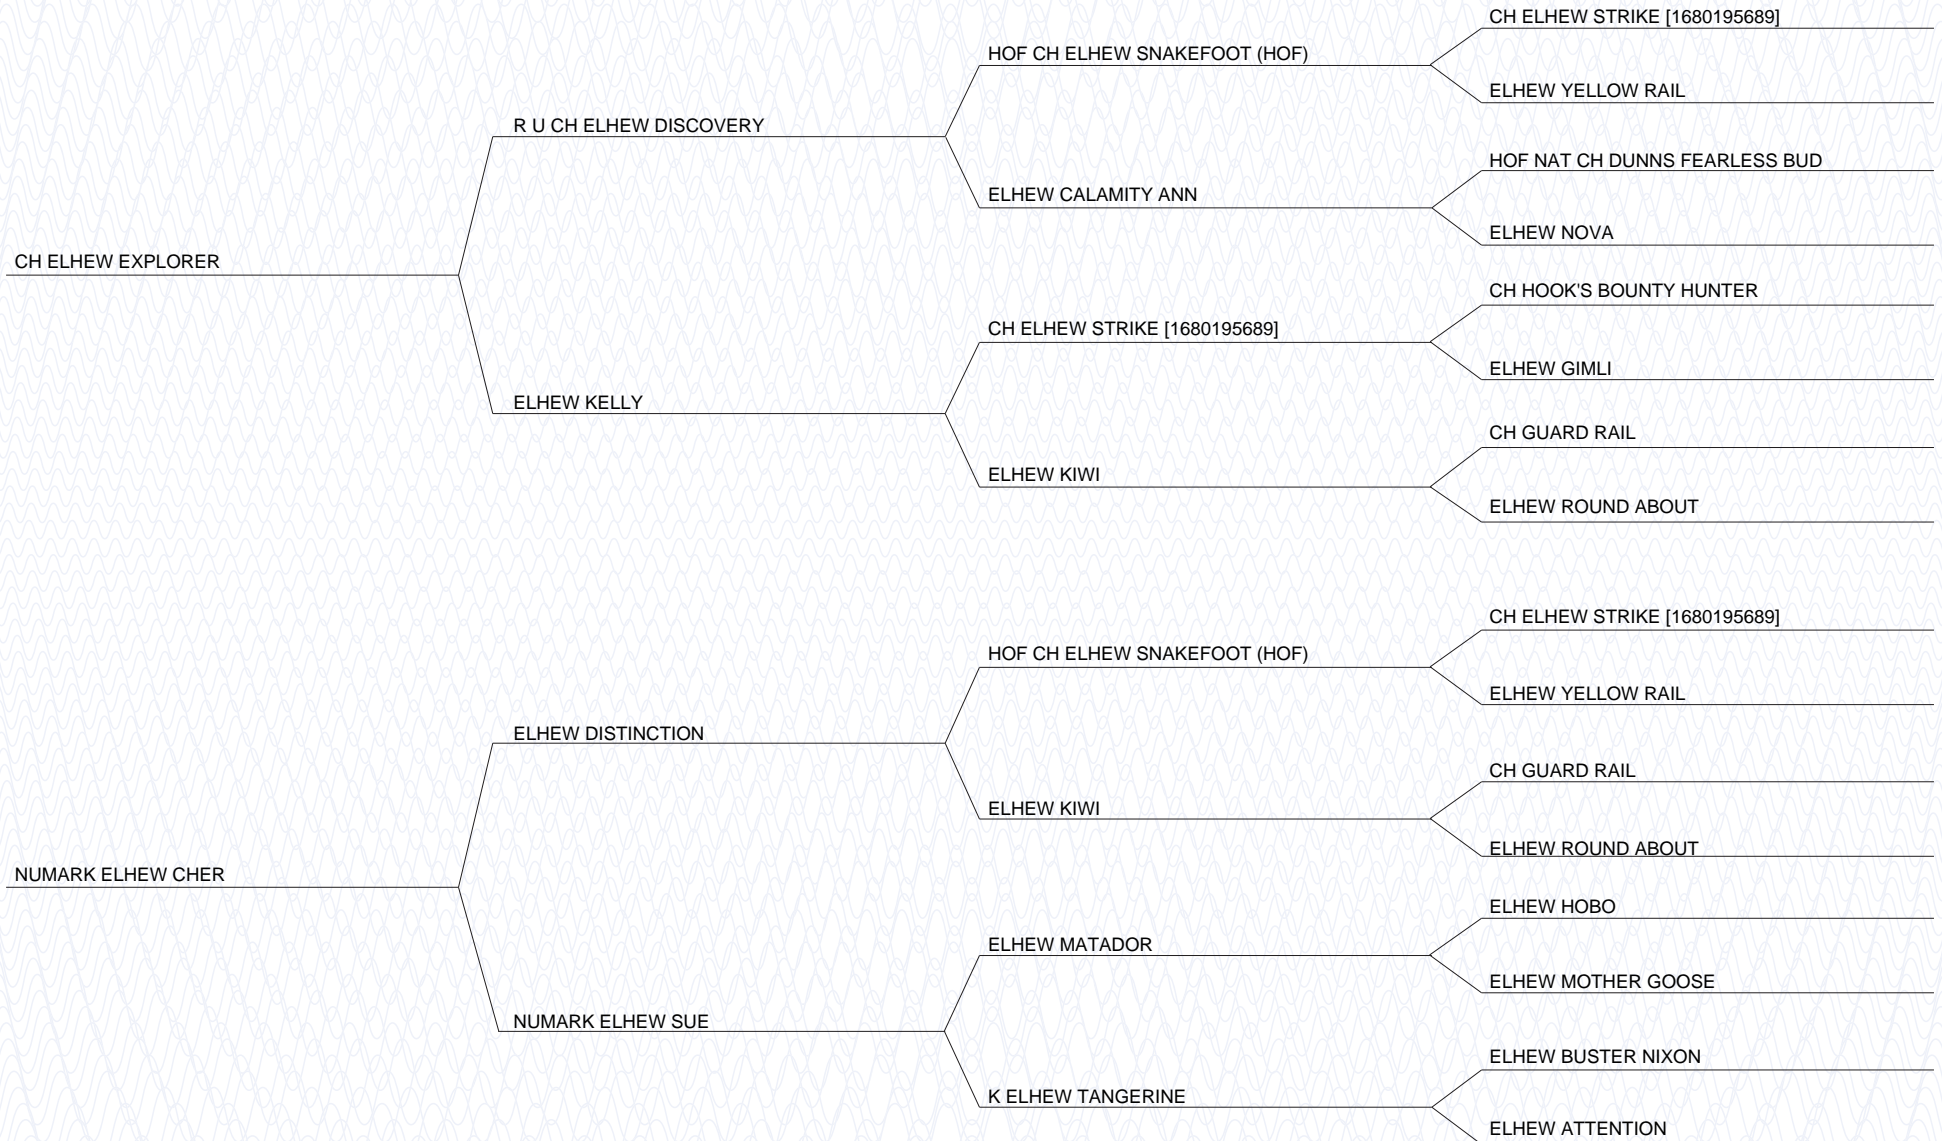 CH ELHEW STRIKE [1680195689]
HOF CH ELHEW SNAKEFOOT (HOF)
ELHEW YELLOW RAIL
R U CH ELHEW DISCOVERY
HOF NAT CH DUNNS FEARLESS BUD
ELHEW CALAMITY ANN
ELHEW NOVA
CH ELHEW EXPLORER
CH HOOK'S BOUNTY HUNTER
CH ELHEW STRIKE [1680195689]
ELHEW GIMLI
ELHEW KELLY
CH GUARD RAIL
ELHEW KIWI
ELHEW ROUND ABOUT
CH ELHEW STRIKE [1680195689]
HOF CH ELHEW SNAKEFOOT (HOF)
ELHEW YELLOW RAIL
ELHEW DISTINCTION
CH GUARD RAIL
ELHEW KIWI
ELHEW ROUND ABOUT
NUMARK ELHEW CHER
ELHEW HOBO
ELHEW MATADOR
ELHEW MOTHER GOOSE
NUMARK ELHEW SUE
ELHEW BUSTER NIXON
K ELHEW TANGERINE
ELHEW ATTENTION